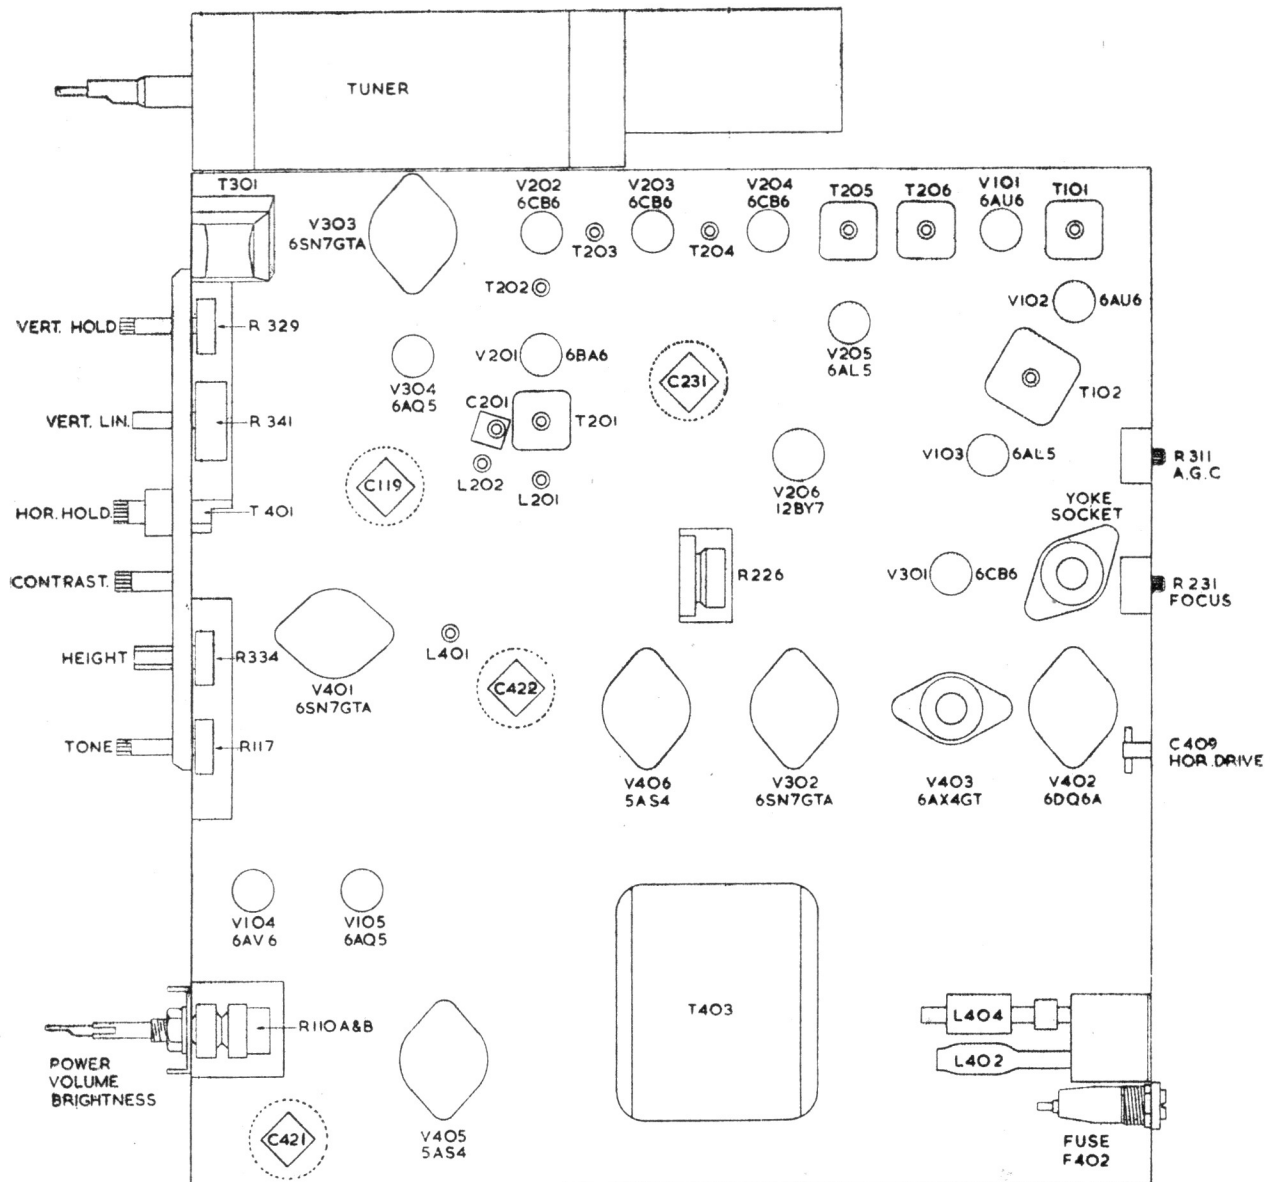 TUNER
T301
V303
6SN7GTA
V202
6CB6
T203
V203
6CB6
T204
V204
6CB6
T205
T206
V101
6AU6
T101
T202
V102
6AU6
VERT. HOLD
R 329
V304
6AQ5
V201
6BA6
C231
V205
6AL5
T102
VERT. LIN.
R 341
C201
T201
C119
L202
L201
V206
12BY7
V103
6AL5
R311
A.G.C
HOR. HOLD.
T 401
YOKE
SOCKET
CONTRAST.
R226
V301
6CB6
R231
FOCUS
HEIGHT
R334
V401
6SN7GTA
L401
C422
TONE
R117
V406
5AS4
V302
6SN7GTA
V403
6AX4GT
V402
6DQ6A
C409
HOR. DRIVE
V104
6AV6
V105
6AQ5
R110A&B
POWER
VOLUME
BRIGHTNESS
T403
L404
L402
C421
V405
5AS4
FUSE
F402